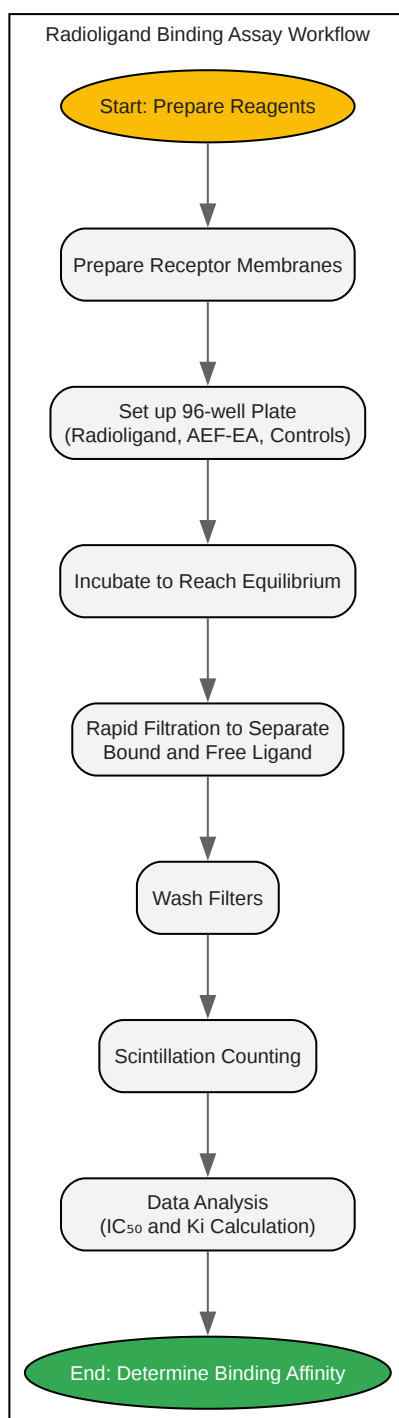 Radioligand Binding Assay Workflow
Start: Prepare Reagents
Prepare Receptor Membranes
Set up 96-well Plate
(Radioligand, AEF-EA, Controls)
Incubate to Reach Equilibrium
Rapid Filtration to Separate
Bound and Free Ligand
Wash Filters
Scintillation Counting
Data Analysis
(IC₅₀ and Ki Calculation)
End: Determine Binding Affinity